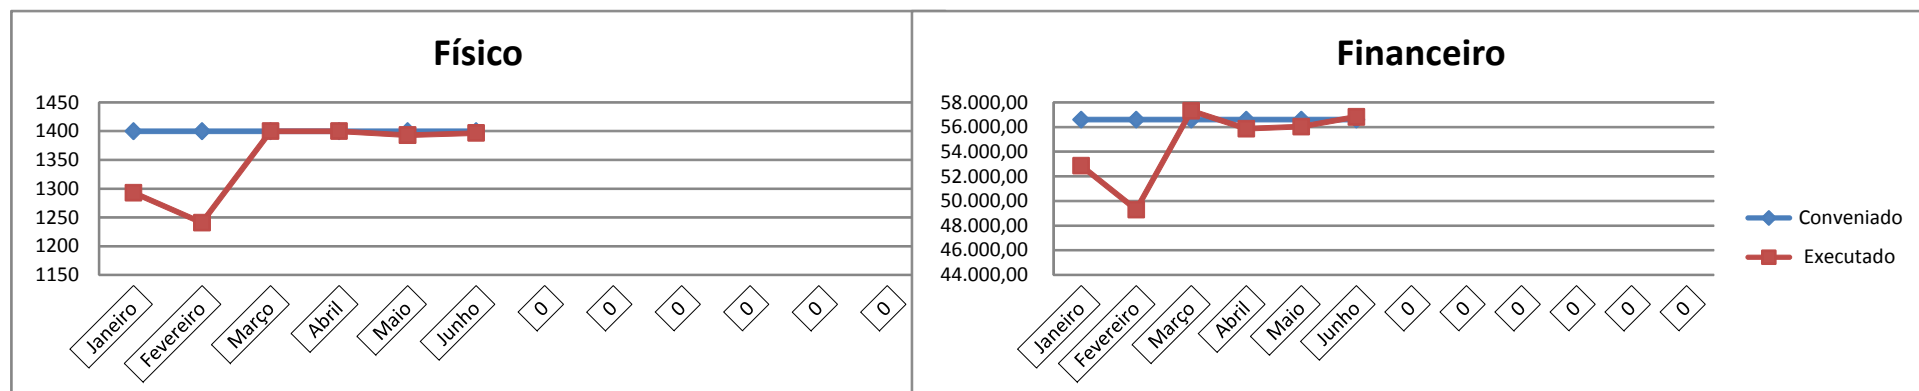 Físico
1450
1400
1350
1300
1250
1200
1150
Janeiro
Fevereiro
Março
Abril
Maio
Junho
0
0
0
0
0
0
Financeiro
58.000,00
56.000,00
54.000,00
52.000,00
50.000,00
48.000,00
46.000,00
44.000,00
Janeiro
Fevereiro
Março
Abril
Maio
Junho
0
0
0
0
0
0
Conveniado
Executado